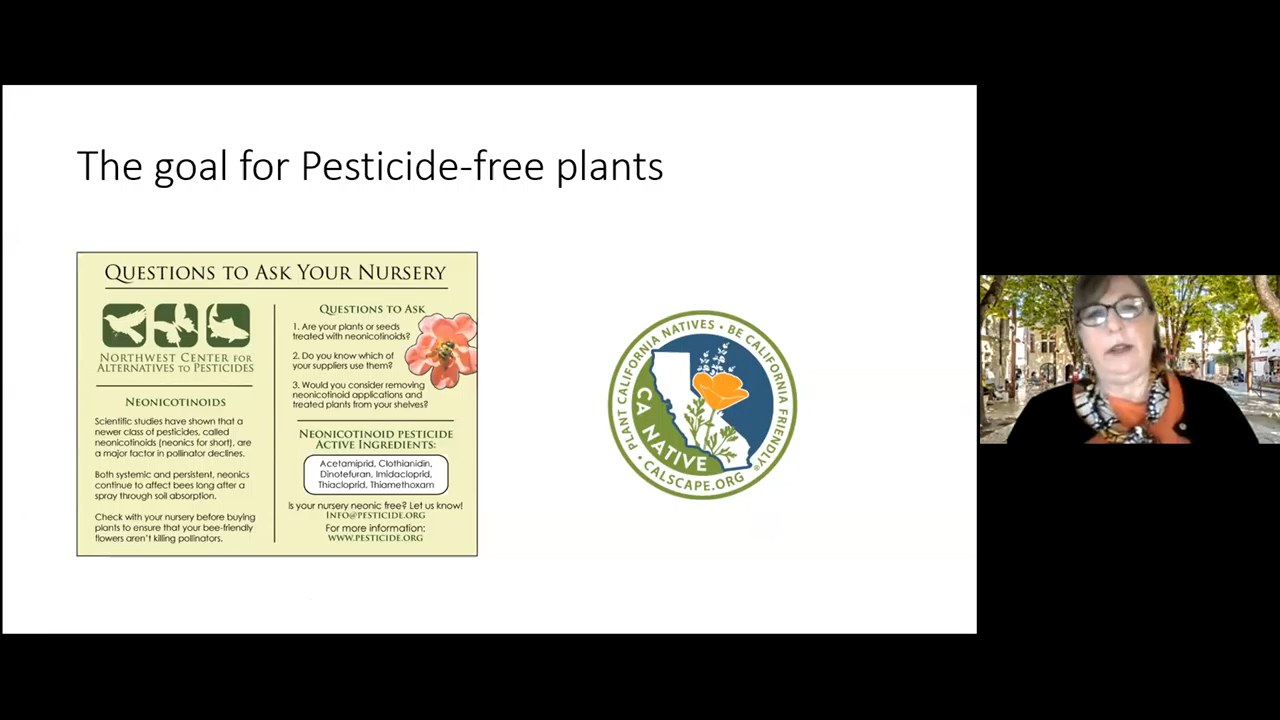 The goal for Pesticide-free plants
QUESTIONS TO ASK YOUR NURSERY
NORTHWEST CENTER FOR
ALTERNATIVES TO PESTICIDES
NEONICOTINOIDS
Scientific studies have shown that a
newer class of pesticides, called
neonicotinoids (neonics for short), are
a major factor in pollinator declines.
Both systemic and persistent, neonics
continue to affect bees long after a
spray through soil absorption.
Check with your nursery before buying
plants to ensure that your bee-friendly
flowers aren't killing pollinators.
QUESTIONS TO ASK
1. Are your plants or seeds
treated with neonicotinoids?
2. Do you know which of
your suppliers use them?
3. Would you consider removing
neonicotinoid applications and
treated plants from your shelves?
NEONICOTINOID PESTICIDE
ACTIVE INGREDIENTS:
Acetamiprid, Clothianidin,
Dinotefuran, Imidacloprid,
Thiacloprid, Thiamethoxam
Is your nursery neonic free? Let us know!
INFO@PESTICIDE.ORG
For more information:
WWW.PESTICIDE.ORG
PLANT CALIFORNIA NATIVES • BE CALIFORNIA FRIENDLY®
CA NATIVE
• CALSCAPE.ORG •